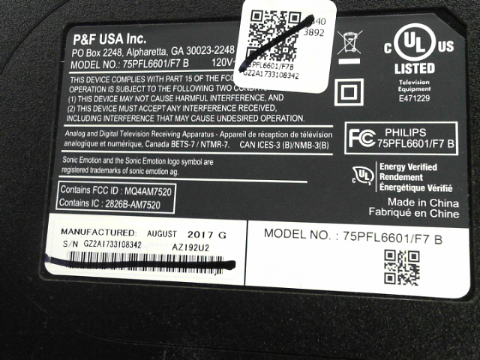 P&F USA Inc.
PO Box 2248, Alpharetta, GA 30023-2248
MODEL NO.: 75PFL6601/F7 B 120V~
THIS DEVICE COMPLIES WITH PART 15 OF THE FCC
OPERATION IS SUBJECT TO THE FOLLOWING TWO CONDITIONS
(1) THIS DEVICE MAY NOT CAUSE HARMFUL INTERFERENCE, AND
(2) THIS DEVICE MUST ACCEPT ANY INTERFERENCE RECEIVED,
INCLUDING INTERFERENCE THAT MAY CAUSE UNDESIRED OPERATION.
Analog and Digital Television Receiving Apparatus - Appareil de réception télévision
analogique et numérique, Canada BETS-7 / NTMR-7. CAN ICES-3 (B)/NMB-3(B)
Sonic Emotion and the Sonic Emotion logo symbol are
registered trademarks of sonic emotion ag.
Contains FCC ID : MQ4AM7520
Contains IC : 2826B-AM7520
MANUFACTURED: AUGUST 2017 G
S/N GZ2A1733108342 AZ192U2
340
3892
75PFL6601/F7B
GZ2A1733108342
C UL US
LISTED
Television
Equipment
E471229
FC PHILIPS
75PFL6601/F7 B
UL Energy Verified
Rendement
Énergétique Vérifié
Made in China
Fabriqué en Chine
MODEL NO. : 75PFL6601/F7 B